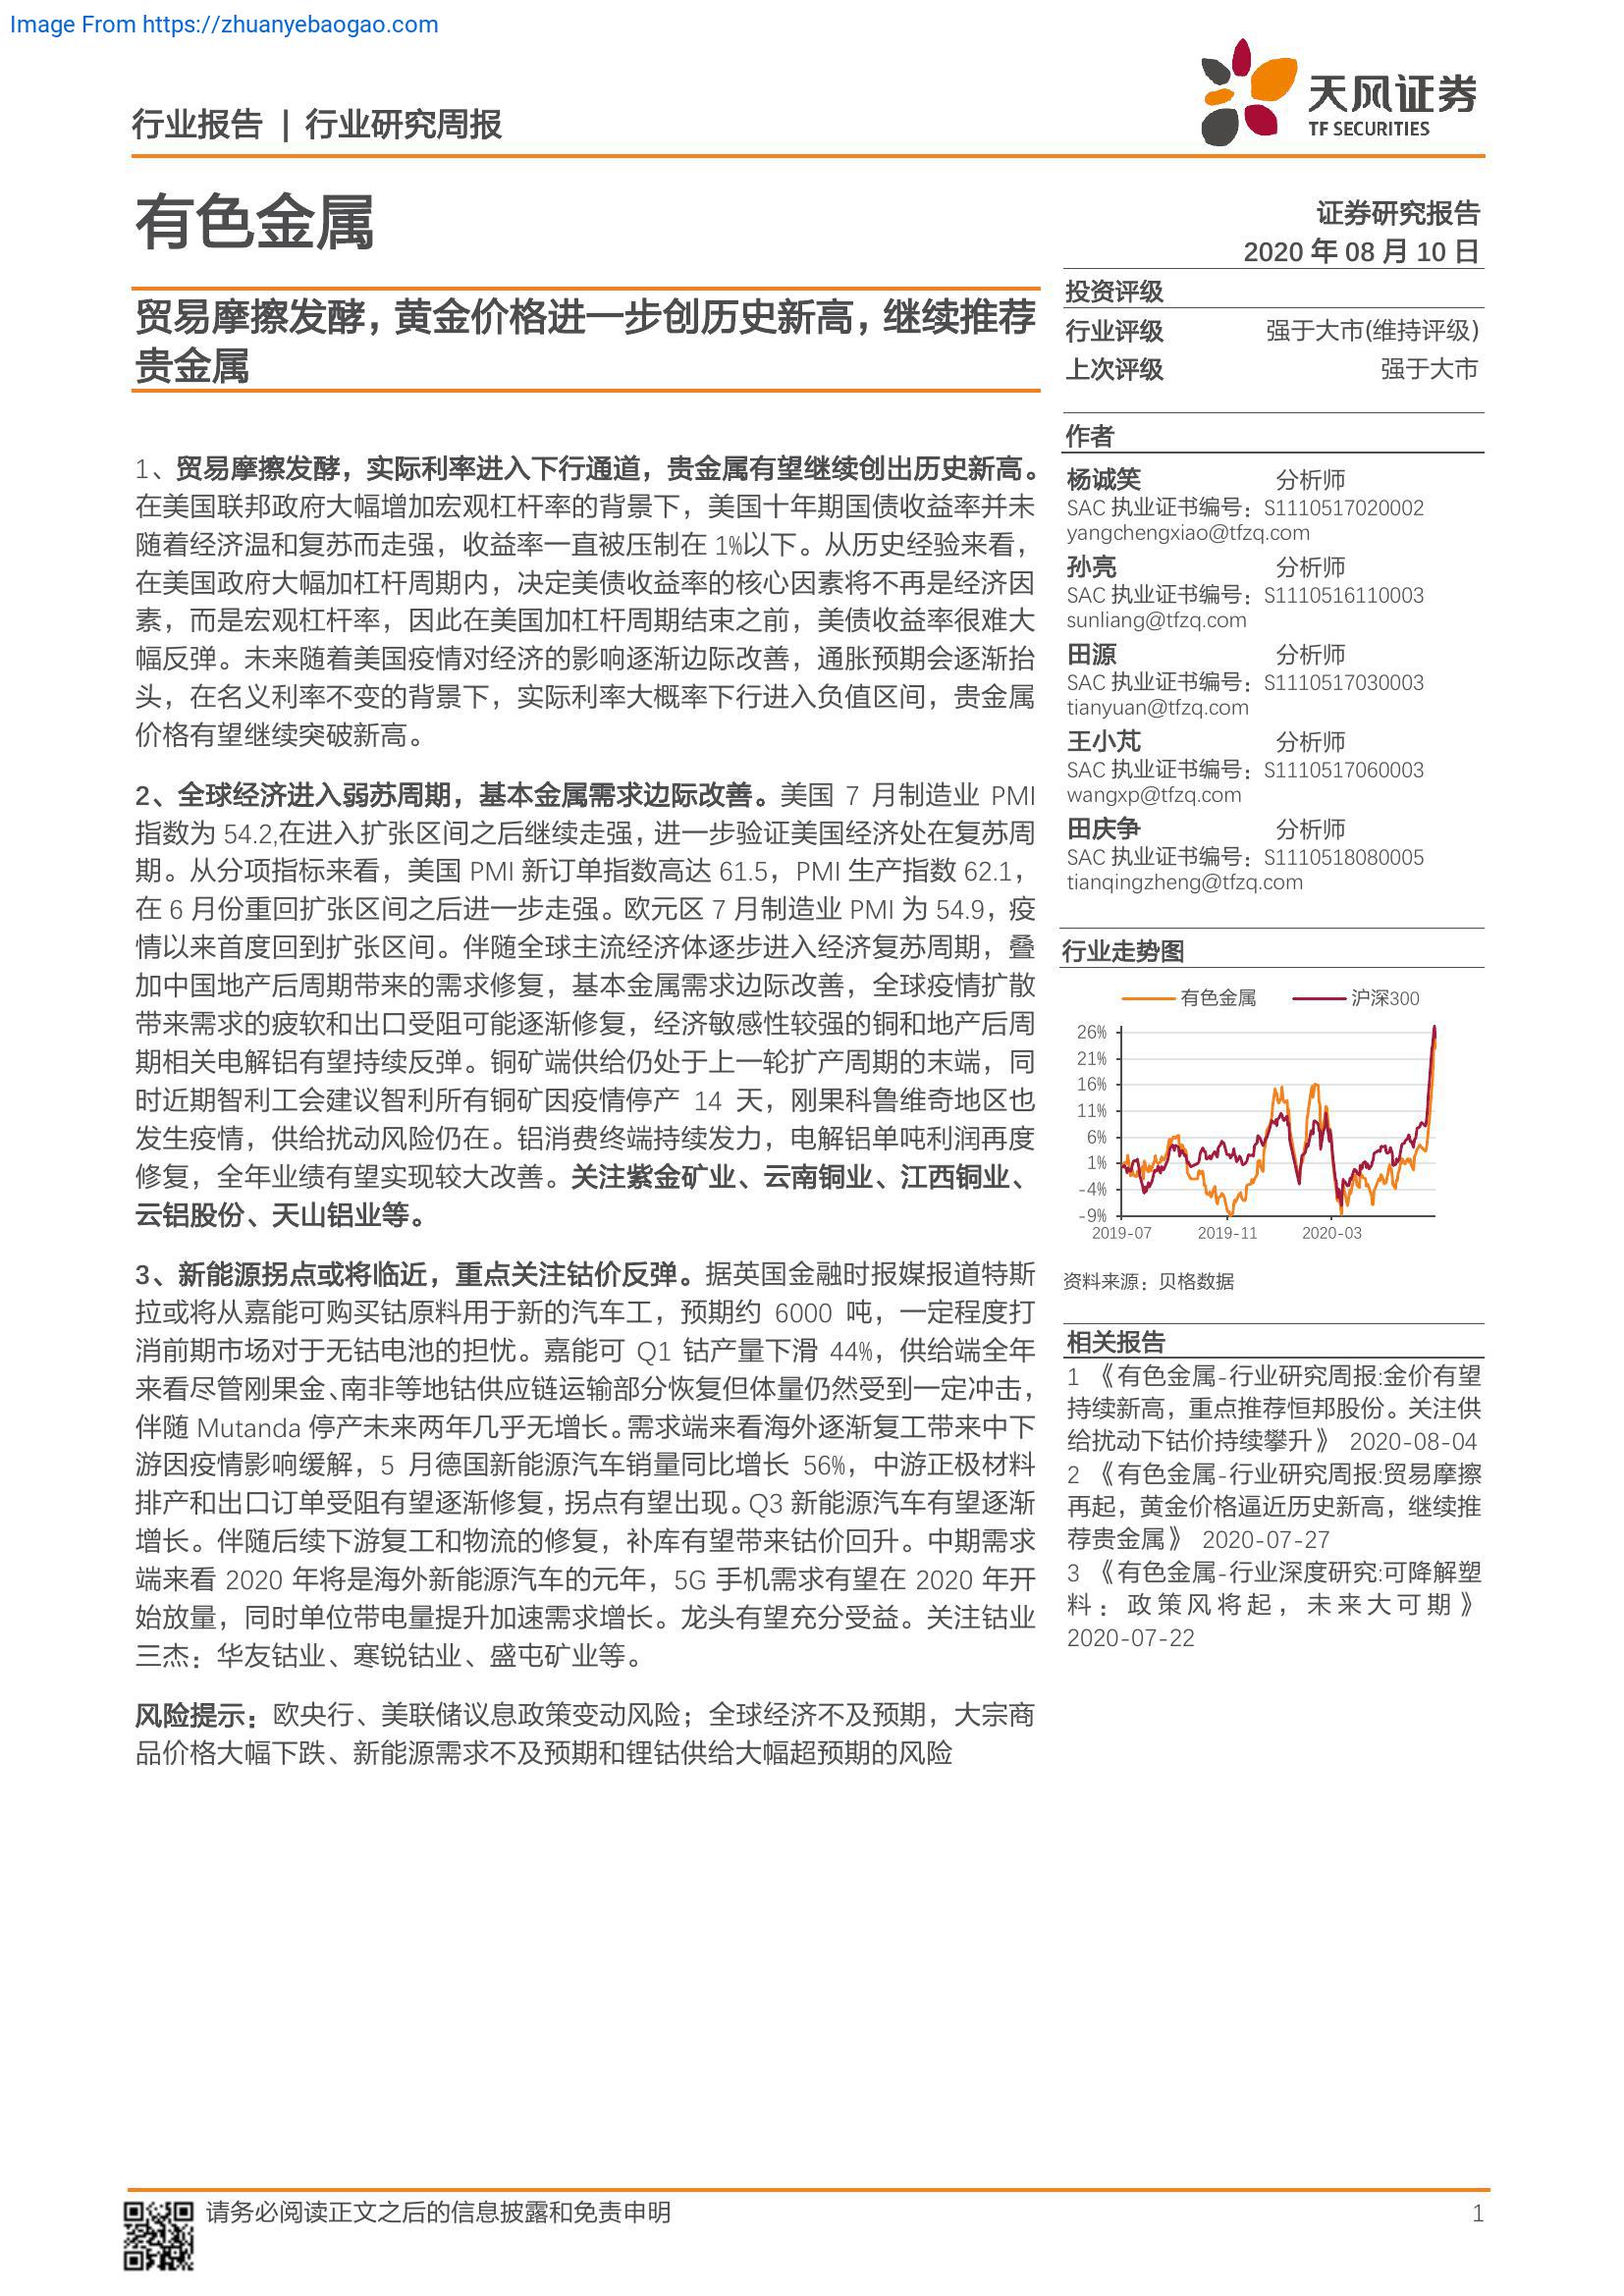 Image From https://zhuanyebaogao.com
行业报告 | 行业研究周报
天风证券
TF SECURITIES
有色金属
证券研究报告
2020 年 08 月 10 日
贸易摩擦发酵，黄金价格进一步创历史新高，继续推荐
贵金属
投资评级
行业评级 强于大市(维持评级)
上次评级 强于大市
1、贸易摩擦发酵，实际利率进入下行通道，贵金属有望继续创出历史新高。
在美国联邦政府大幅增加宏观杠杆率的背景下，美国十年期国债收益率并未
随着经济温和复苏而走强，收益率一直被压制在 1%以下。从历史经验来看，
在美国政府大幅加杠杆周期内，决定美债收益率的核心因素将不再是经济因
素，而是宏观杠杆率，因此在美国加杠杆周期结束之前，美债收益率很难大
幅反弹。未来随着美国疫情对经济的影响逐渐边际改善，通胀预期会逐渐抬
头，在名义利率不变的背景下，实际利率大概率下行进入负值区间，贵金属
价格有望继续突破新高。
2、全球经济进入弱苏周期，基本金属需求边际改善。美国 7 月制造业 PMI
指数为 54.2,在进入扩张区间之后继续走强，进一步验证美国经济处在复苏周
期。从分项指标来看，美国 PMI 新订单指数高达 61.5，PMI 生产指数 62.1，
在 6 月份重回扩张区间之后进一步走强。欧元区 7 月制造业 PMI 为 54.9，疫
情以来首度回到扩张区间。伴随全球主流经济体逐步进入经济复苏周期，叠
加中国地产后周期带来的需求修复，基本金属需求边际改善，全球疫情扩散
带来需求的疲软和出口受阻可能逐渐修复，经济敏感性较强的铜和地产后周
期相关电解铝有望持续反弹。铜矿端供给仍处于上一轮扩产周期的末端，同
时近期智利工会建议智利所有铜矿因疫情停产 14 天，刚果科鲁维奇地区也
发生疫情，供给扰动风险仍在。铝消费终端持续发力，电解铝单吨利润再度
修复，全年业绩有望实现较大改善。关注紫金矿业、云南铜业、江西铜业、
云铝股份、天山铝业等。
3、新能源拐点或将临近，重点关注钴价反弹。据英国金融时报媒报道特斯
拉或将从嘉能可购买钴原料用于新的汽车工，预期约 6000 吨，一定程度打
消前期市场对于无钴电池的担忧。嘉能可 Q1 钴产量下滑 44%，供给端全年
来看尽管刚果金、南非等地钴供应链运输部分恢复但体量仍然受到一定冲击，
伴随 Mutanda 停产未来两年几乎无增长。需求端来看海外逐渐复工带来中下
游因疫情影响缓解，5 月德国新能源汽车销量同比增长 56%，中游正极材料
排产和出口订单受阻有望逐渐修复，拐点有望出现。Q3 新能源汽车有望逐渐
增长。伴随后续下游复工和物流的修复，补库有望带来钴价回升。中期需求
端来看 2020 年将是海外新能源汽车的元年，5G 手机需求有望在 2020 年开
始放量，同时单位带电量提升加速需求增长。龙头有望充分受益。关注钴业
三杰：华友钴业、寒锐钴业、盛屯矿业等。
风险提示：欧央行、美联储议息政策变动风险；全球经济不及预期，大宗商
品价格大幅下跌、新能源需求不及预期和锂钴供给大幅超预期的风险
作者
杨诚笑 分析师
SAC 执业证书编号：S1110517020002
yangchengxiao@tfzq.com
孙亮 分析师
SAC 执业证书编号：S1110516110003
sunliang@tfzq.com
田源 分析师
SAC 执业证书编号：S1110517030003
tianyuan@tfzq.com
王小芃 分析师
SAC 执业证书编号：S1110517060003
wangxp@tfzq.com
田庆争 分析师
SAC 执业证书编号：S1110518080005
tianqingzheng@tfzq.com
行业走势图
有色金属 沪深300
26%
21%
16%
11%
6%
1%
-4%
-9%
2019-07 2019-11 2020-03
资料来源：贝格数据
相关报告
1 《有色金属-行业研究周报:金价有望
持续新高，重点推荐恒邦股份。关注供
给扰动下钴价持续攀升》 2020-08-04
2 《有色金属-行业研究周报:贸易摩擦
再起，黄金价格逼近历史新高，继续推
荐贵金属》 2020-07-27
3 《有色金属-行业深度研究:可降解塑
料：政策风将起，未来大可期》
2020-07-22
请务必阅读正文之后的信息披露和免责申明 1